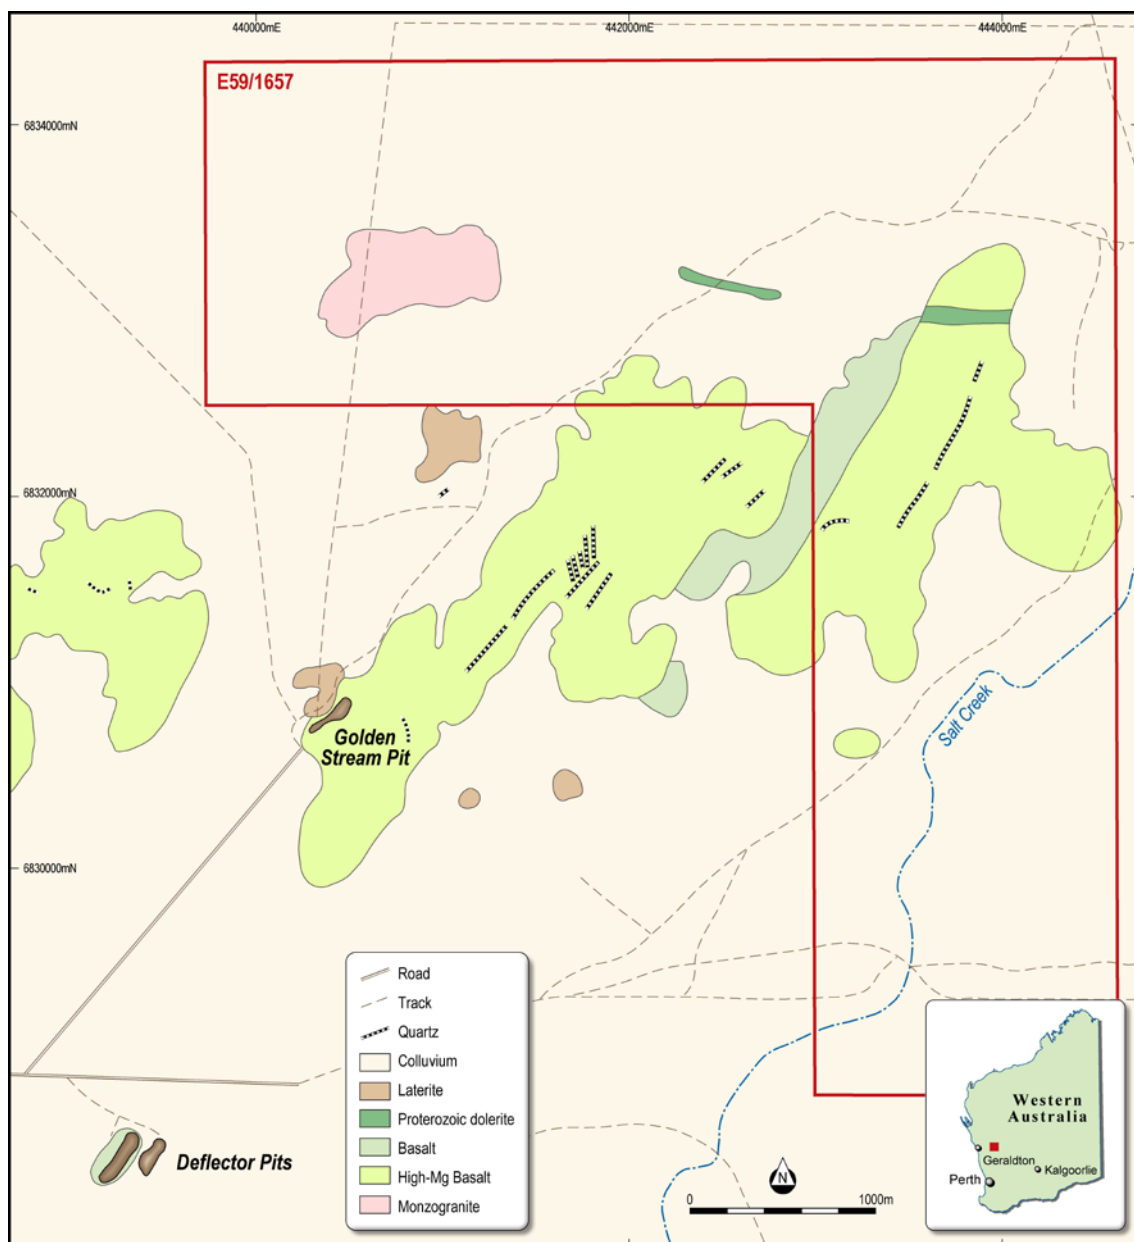 440000mE
442000mE
444000mE
E59/1657
6834000mN
6832000mN
Golden
Stream Pit
Salt Creek
6830000mN
Road
Track
Quartz
Colluvium
Laterite
Proterozoic dolerite
Basalt
High-Mg Basalt
Monzogranite
Deflector Pits
N
0
1000m
Western
Australia
Geraldton
Kalgoorlie
Perth